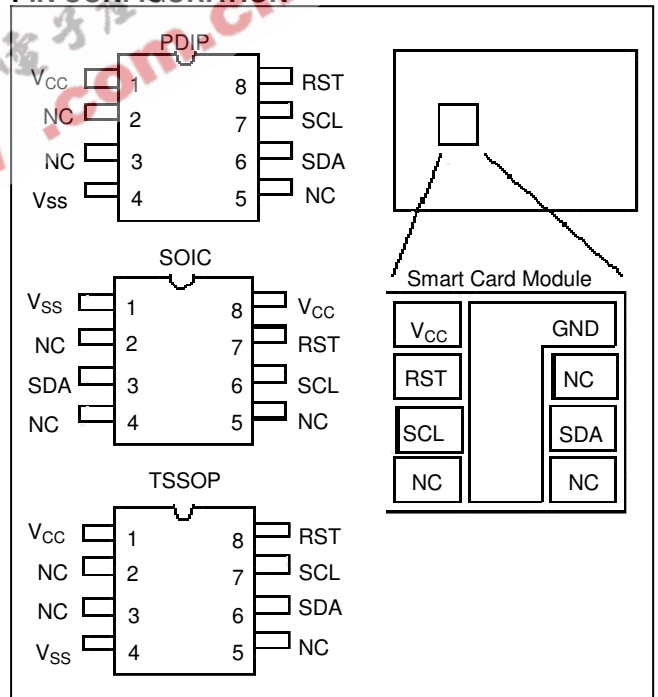 PIN CONFIGURATION
PDIP
VCC 1 8 RST
NC 2 7 SCL
NC 3 6 SDA
Vss 4 5 NC
SOIC
VSS 1 8 VCC
NC 2 7 RST
SDA 3 6 SCL
NC 4 5 NC
TSSOP
VCC 1 8 RST
NC 2 7 SCL
NC 3 6 SDA
VSS 4 5 NC
Smart Card Module
VCC GND
RST NC
SCL SDA
NC NC
.com.c